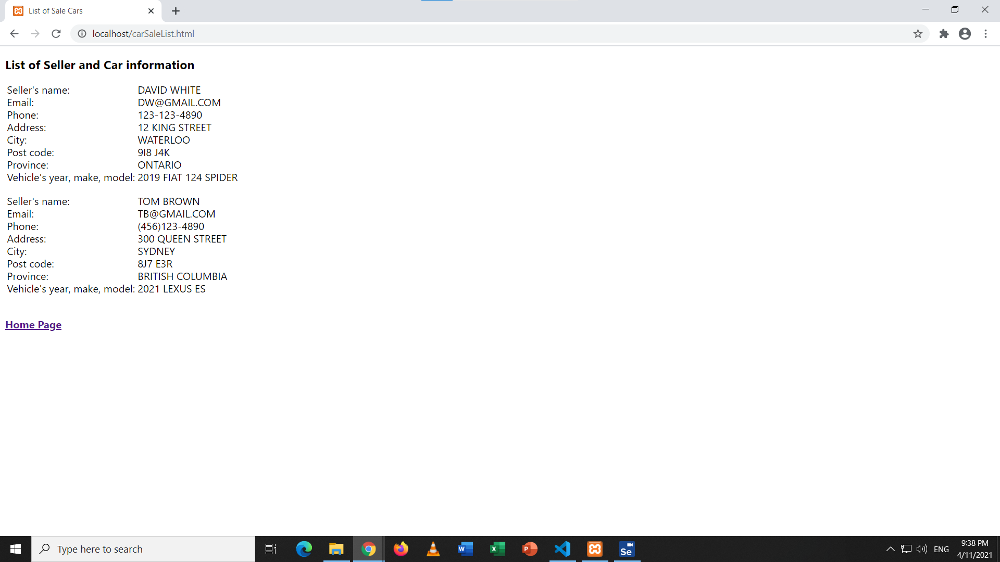 List of Sale Cars
localhost/carSaleList.html
List of Seller and Car information
Seller's name: DAVID WHITE
Email: DW@GMAIL.COM
Phone: 123-123-4890
Address: 12 KING STREET
City: WATERLOO
Post code: 9I8 J4K
Province: ONTARIO
Vehicle's year, make, model: 2019 FIAT 124 SPIDER
Seller's name: TOM BROWN
Email: TB@GMAIL.COM
Phone: (456)123-4890
Address: 300 QUEEN STREET
City: SYDNEY
Post code: 8J7 E3R
Province: BRITISH COLUMBIA
Vehicle's year, make, model: 2021 LEXUS ES
Home Page
Type here to search
W
X
P
Se
ENG
9:38 PM
4/11/2021